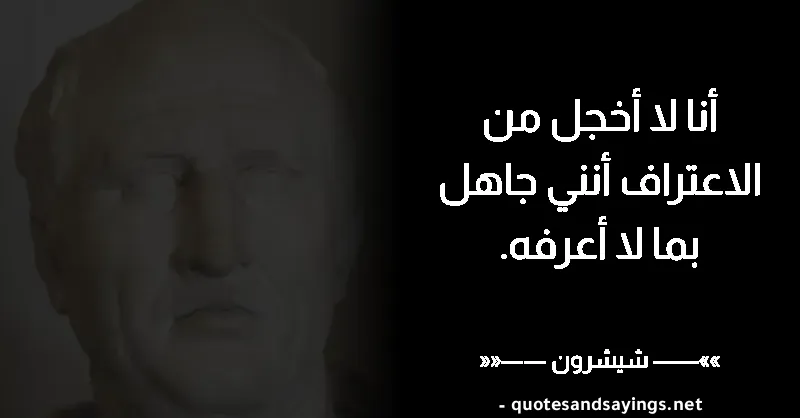 أنا لا أخجل من
الاعتراف أنني جاهل
بما لا أعرفه.
»»—— شيشرون ——««
- quotesandsayings.net